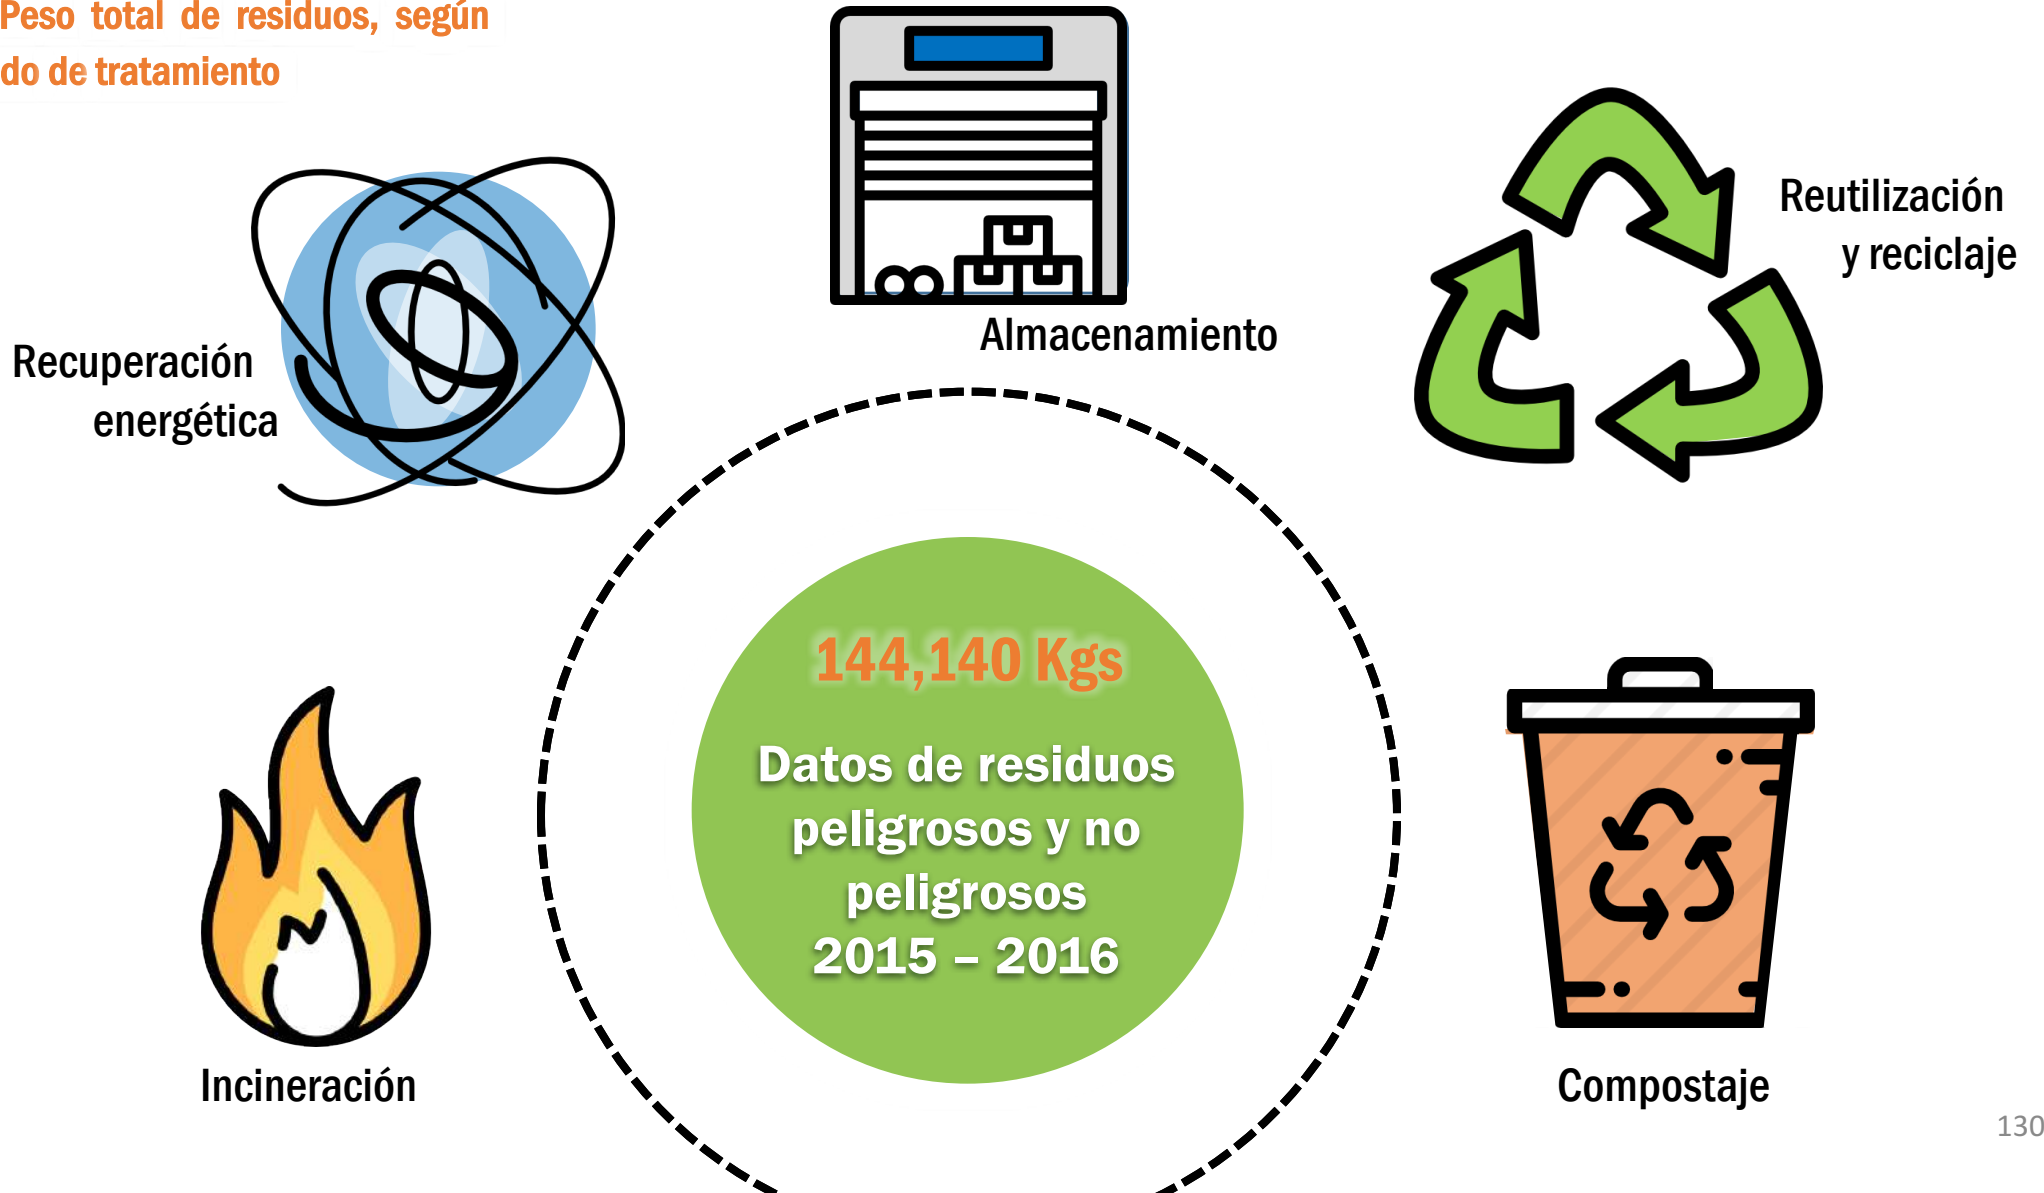 Peso total de residuos, según
do de tratamiento
Almacenamiento
Reutilización
y reciclaje
Recuperación
energética
144,140 Kgs
Datos de residuos
peligrosos y no
peligrosos
2015 – 2016
Incineración
Compostaje
130